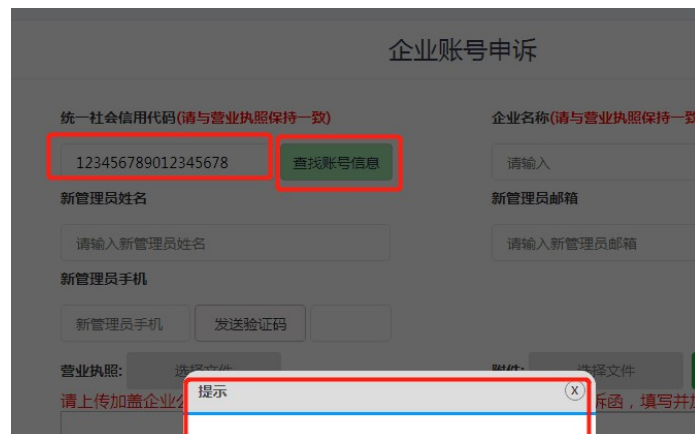 企业账号申诉
统一社会信用代码(请与营业执照保持一致) 企业名称(请与营业执照保持一致
123456789012345678 查找账号信息 请输入
新管理员姓名 新管理员邮箱
请输入新管理员姓名 请输入新管理员邮箱
新管理员手机
新管理员手机 发送验证码
营业执照: 选择文件 附件: 选择文件
提示 X
请上传加盖企业 诉函，填写并